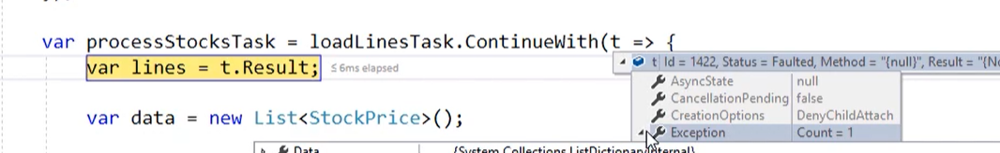 var processStocksTask = loadLinesTask.ContinueWith(t => {
var lines = t.Result; ≤6ms elapsed
t Id = 1422, Status = Faulted, Method = "{null}", Result = "{No
AsyncState null
CancellationPending false
CreationOptions DenyChildAttach
var data = new List<StockPrice>();
Exception Count = 1
Data {System.Collections.ListDictionaryInternal}